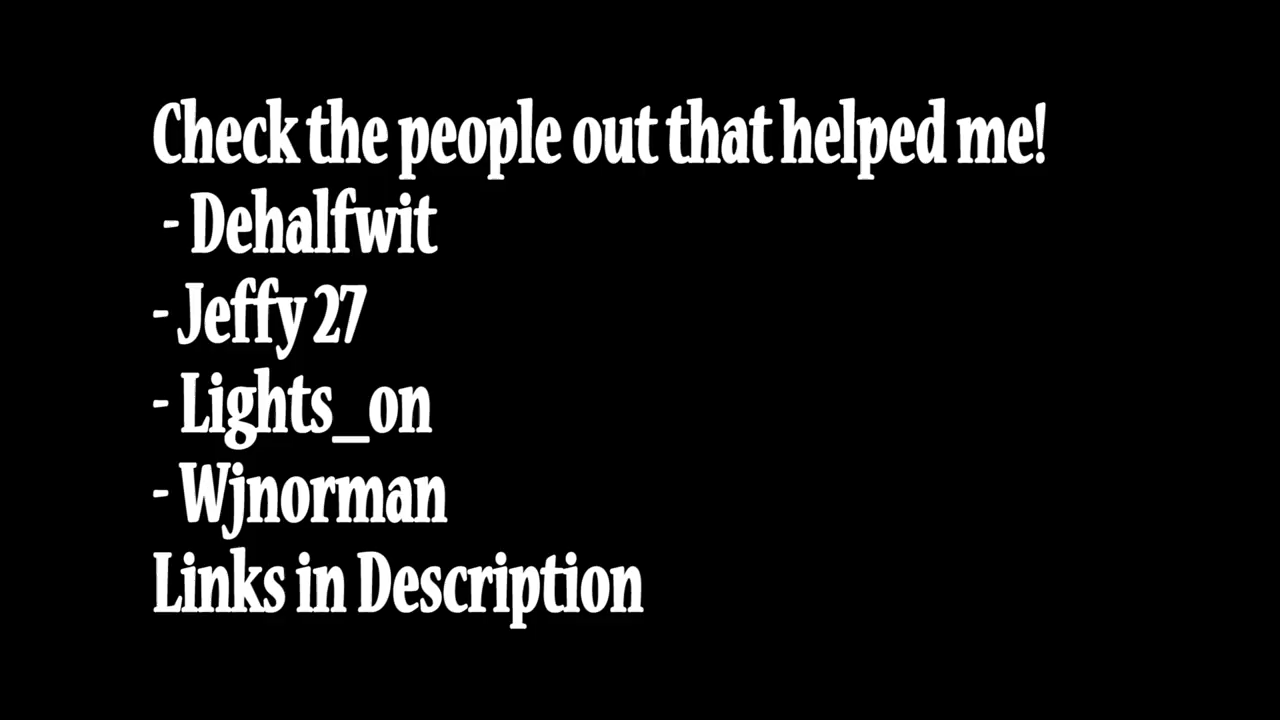 Check the people out that helped me!
- Dehalfwit
- Jeffy 27
- Lights_on
- Wjnorman
Links in Description